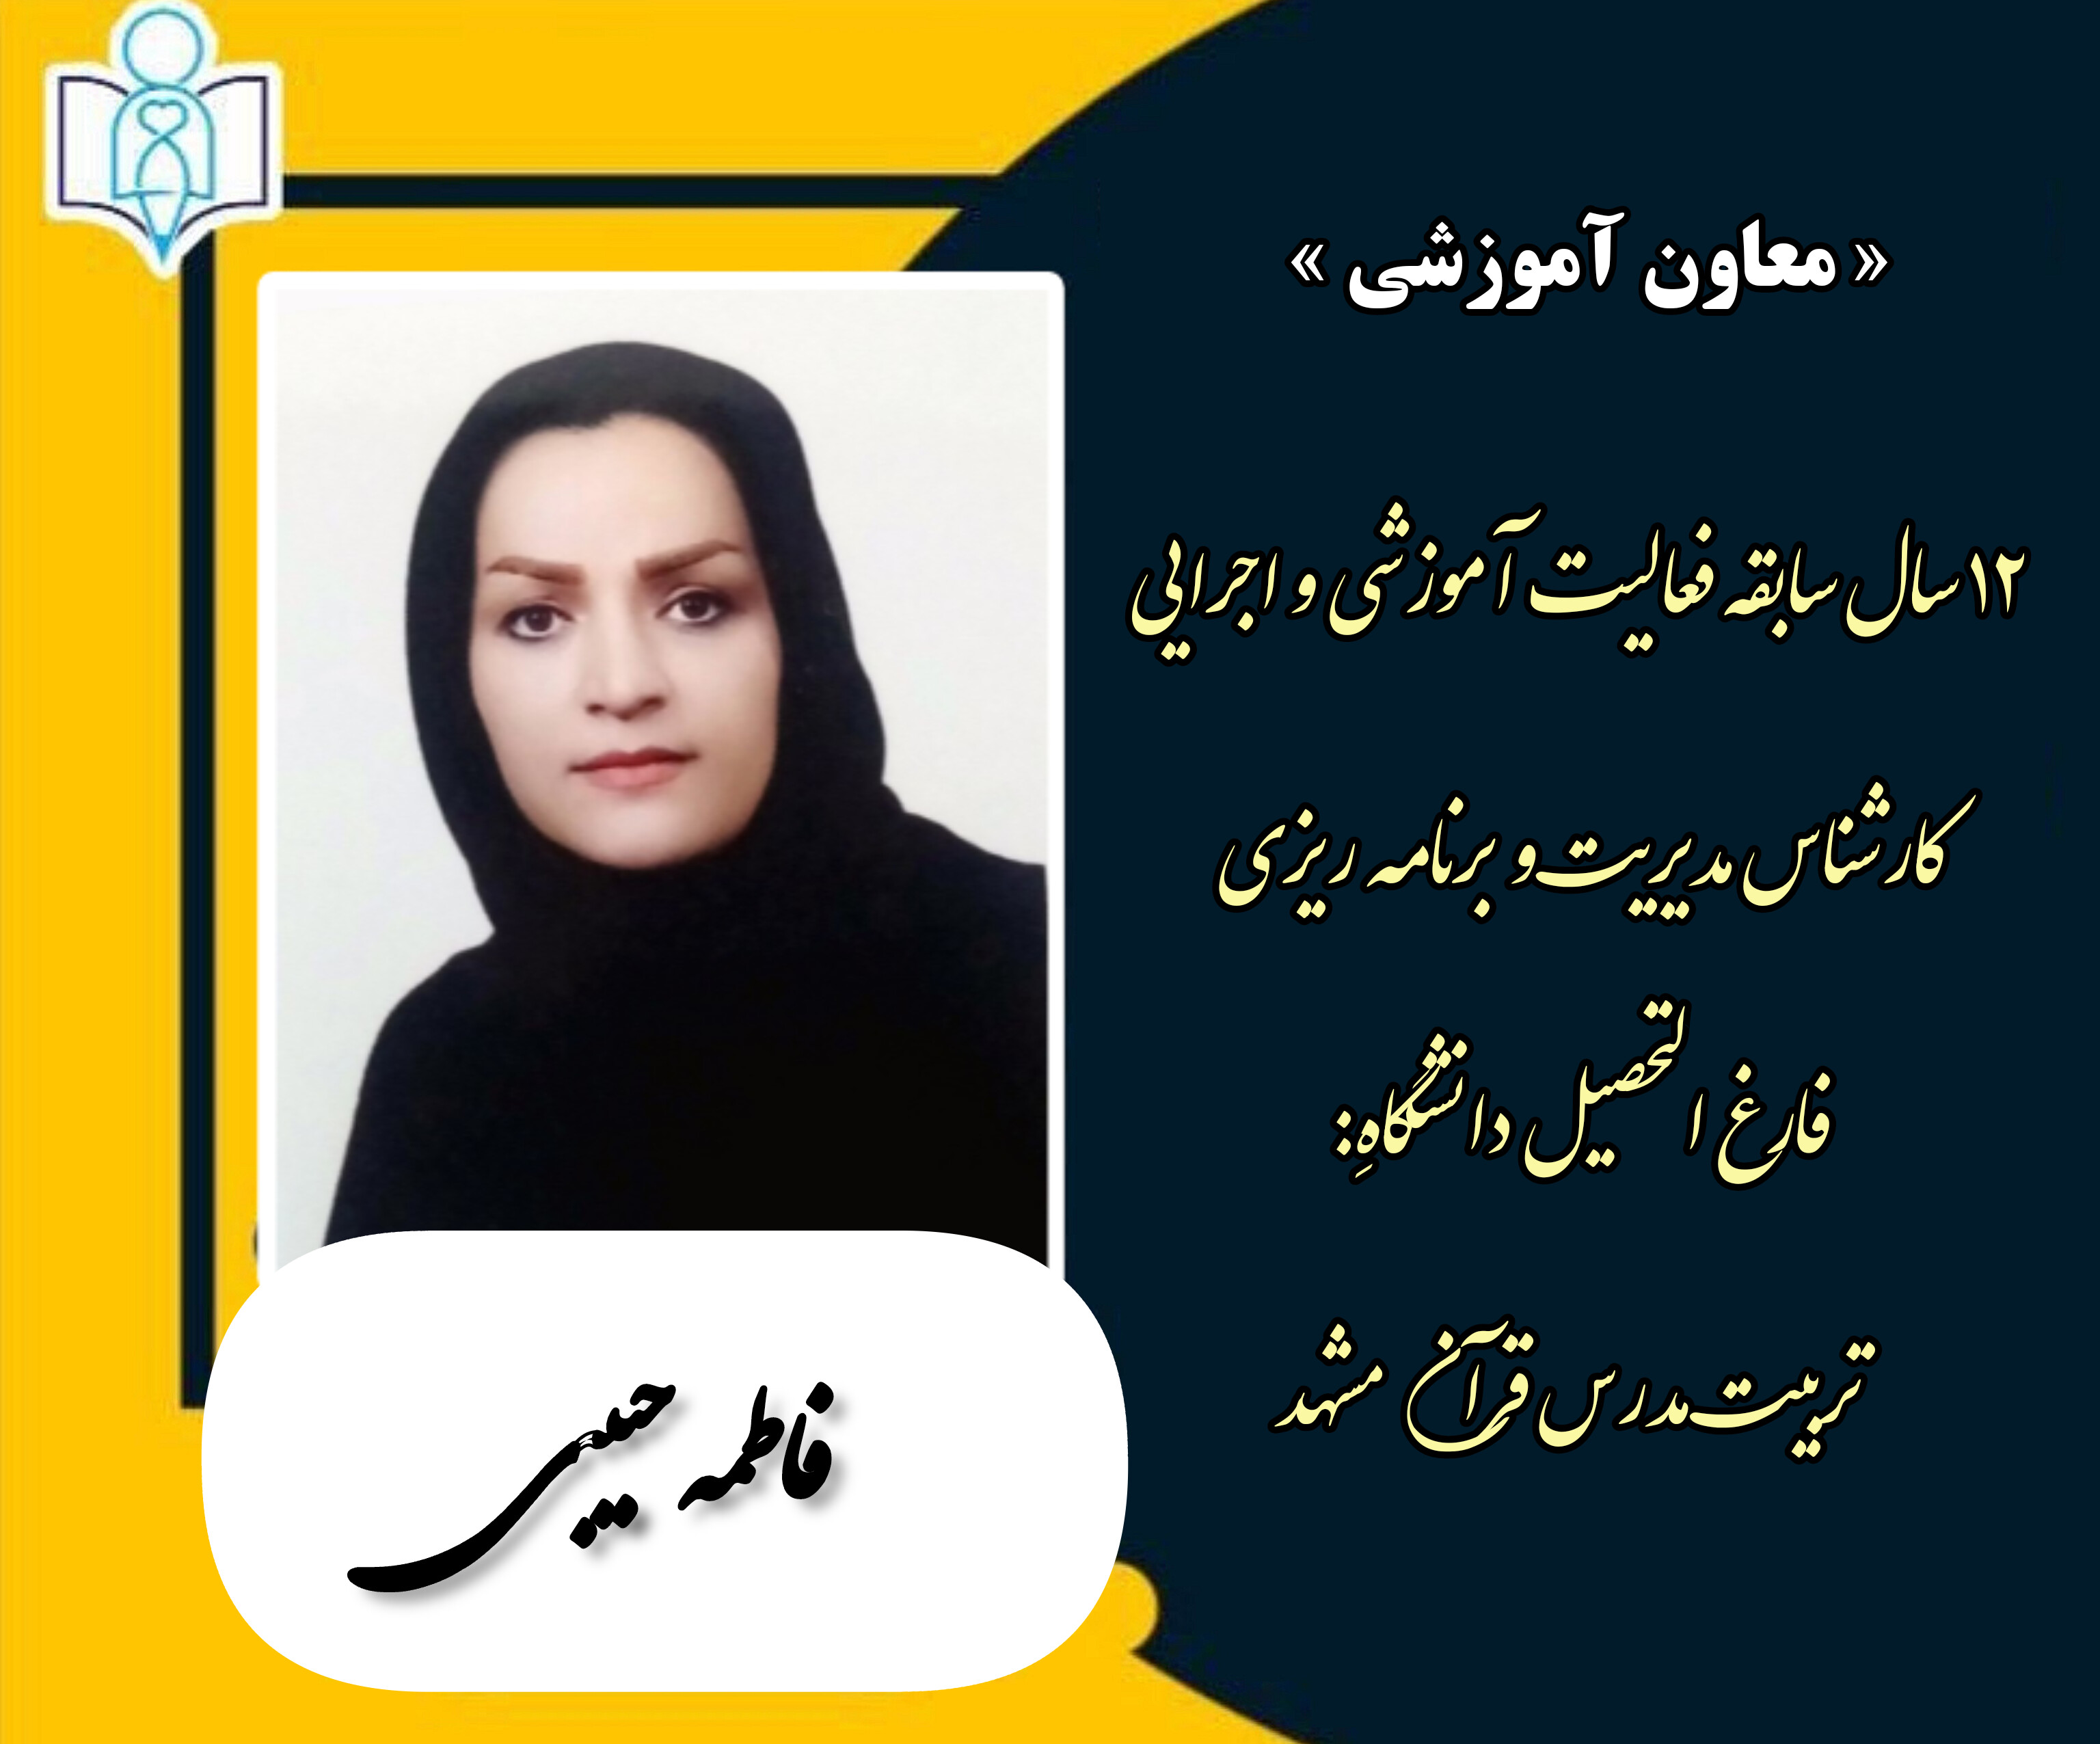 « معاون آموزشی »
۱۲ سال سابقه فعالیت آموزشی و اجرایی
کارشناس مدیریت و برنامه ریزی
فارغ التحصیل دانشگاهِ:
تربیت مدرس قرآن مشهد
فاطمه حبیبی